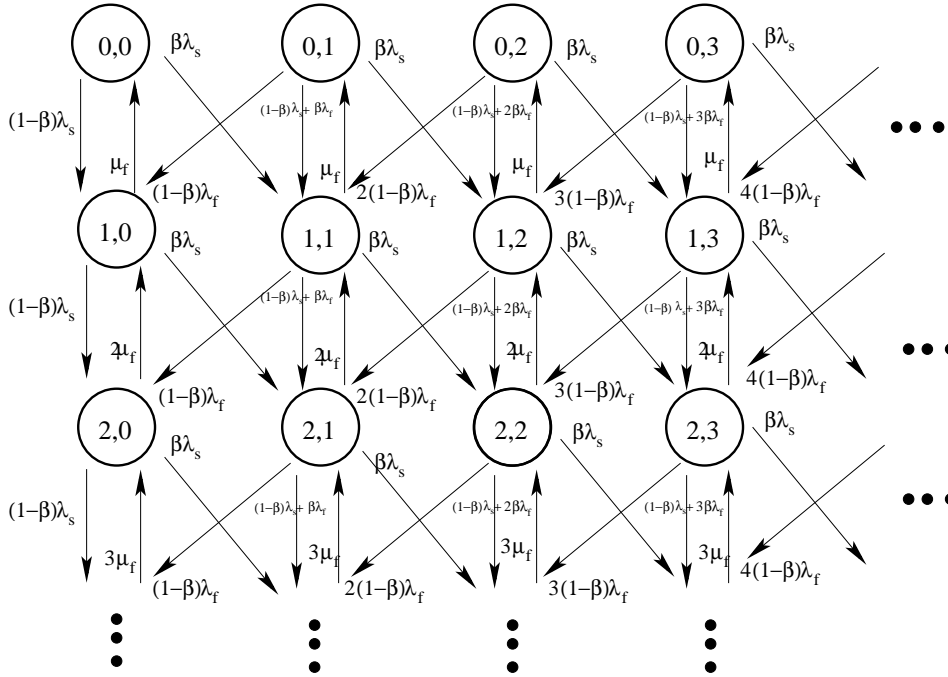 0,0 βλs 0,1 βλs 0,2 βλs 0,3 βλs
(1−β)λs (1−β)λs+ βλf (1−β)λs+ 2βλf (1−β)λs+ 3βλf
μf μf μf μf
(1−β)λf 2(1−β)λf 3(1−β)λf 4(1−β)λf
1,0 βλs 1,1 βλs 1,2 βλs 1,3 βλs
(1−β)λs (1−β)λs+ βλf (1−β)λs+ 2βλf (1−β) λs+ 3βλf
2μf 2μf 2μf 2μf
(1−β)λf 2(1−β)λf 3(1−β)λf 4(1−β)λf
2,0 βλs 2,1 βλs 2,2 βλs 2,3 βλs
(1−β)λs (1−β)λs+ βλf (1−β)λs+ 2βλf (1−β)λs+ 3βλf
3μf 3μf 3μf 3μf
(1−β)λf 2(1−β)λf 3(1−β)λf 4(1−β)λf